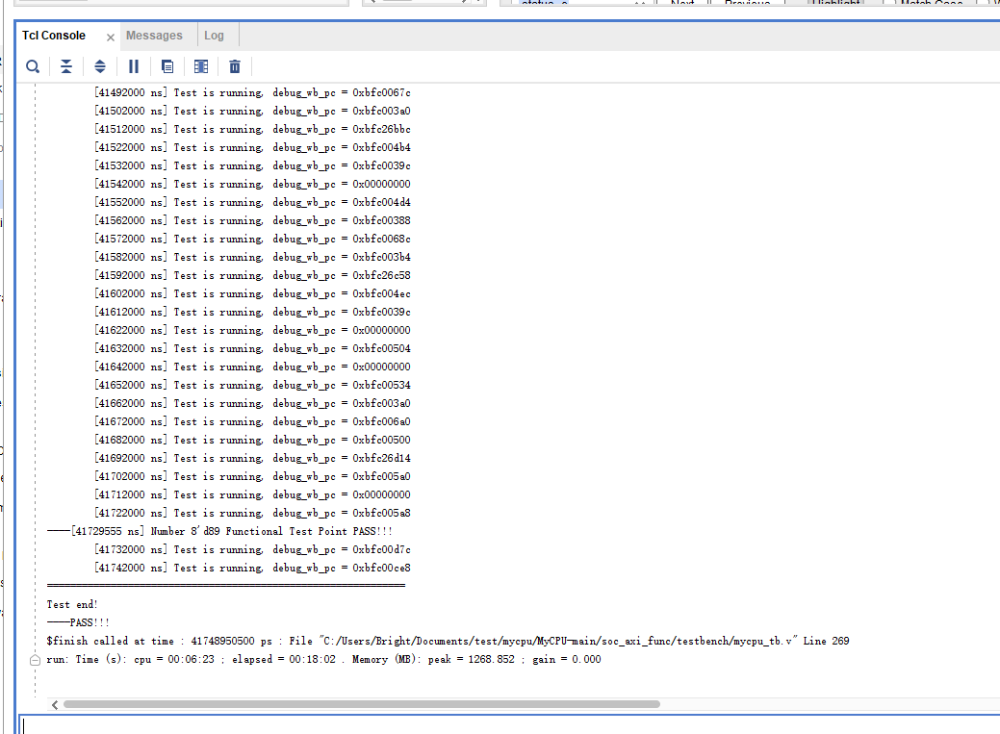 status_c Next Previous Highlight Match Case
Tcl Console × Messages Log
[41492000 ns] Test is running, debug_wb_pc = 0xbfc0067c
[41502000 ns] Test is running, debug_wb_pc = 0xbfc003a0
[41512000 ns] Test is running, debug_wb_pc = 0xbfc26bbc
[41522000 ns] Test is running, debug_wb_pc = 0xbfc004b4
[41532000 ns] Test is running, debug_wb_pc = 0xbfc0039c
[41542000 ns] Test is running, debug_wb_pc = 0x00000000
[41552000 ns] Test is running, debug_wb_pc = 0xbfc004d4
[41562000 ns] Test is running, debug_wb_pc = 0xbfc00388
[41572000 ns] Test is running, debug_wb_pc = 0xbfc0068c
[41582000 ns] Test is running, debug_wb_pc = 0xbfc003b4
[41592000 ns] Test is running, debug_wb_pc = 0xbfc26c58
[41602000 ns] Test is running, debug_wb_pc = 0xbfc004ec
[41612000 ns] Test is running, debug_wb_pc = 0xbfc0039c
[41622000 ns] Test is running, debug_wb_pc = 0x00000000
[41632000 ns] Test is running, debug_wb_pc = 0xbfc00504
[41642000 ns] Test is running, debug_wb_pc = 0x00000000
[41652000 ns] Test is running, debug_wb_pc = 0xbfc00534
[41662000 ns] Test is running, debug_wb_pc = 0xbfc003a0
[41672000 ns] Test is running, debug_wb_pc = 0xbfc006a0
[41682000 ns] Test is running, debug_wb_pc = 0xbfc00500
[41692000 ns] Test is running, debug_wb_pc = 0xbfc26d14
[41702000 ns] Test is running, debug_wb_pc = 0xbfc005a0
[41712000 ns] Test is running, debug_wb_pc = 0x00000000
[41722000 ns] Test is running, debug_wb_pc = 0xbfc005a8
----[41729555 ns] Number 8'd89 Functional Test Point PASS!!!
[41732000 ns] Test is running, debug_wb_pc = 0xbfc00d7c
[41742000 ns] Test is running, debug_wb_pc = 0xbfc00ce8
==============================================================
Test end!
----PASS!!!
$finish called at time : 41748950500 ps : File "C:/Users/Bright/Documents/test/mycpu/MyCPU-main/soc_axi_func/testbench/mycpu_tb.v" Line 269
run: Time (s): cpu = 00:06:23 ; elapsed = 00:18:02 . Memory (MB): peak = 1268.852 ; gain = 0.000